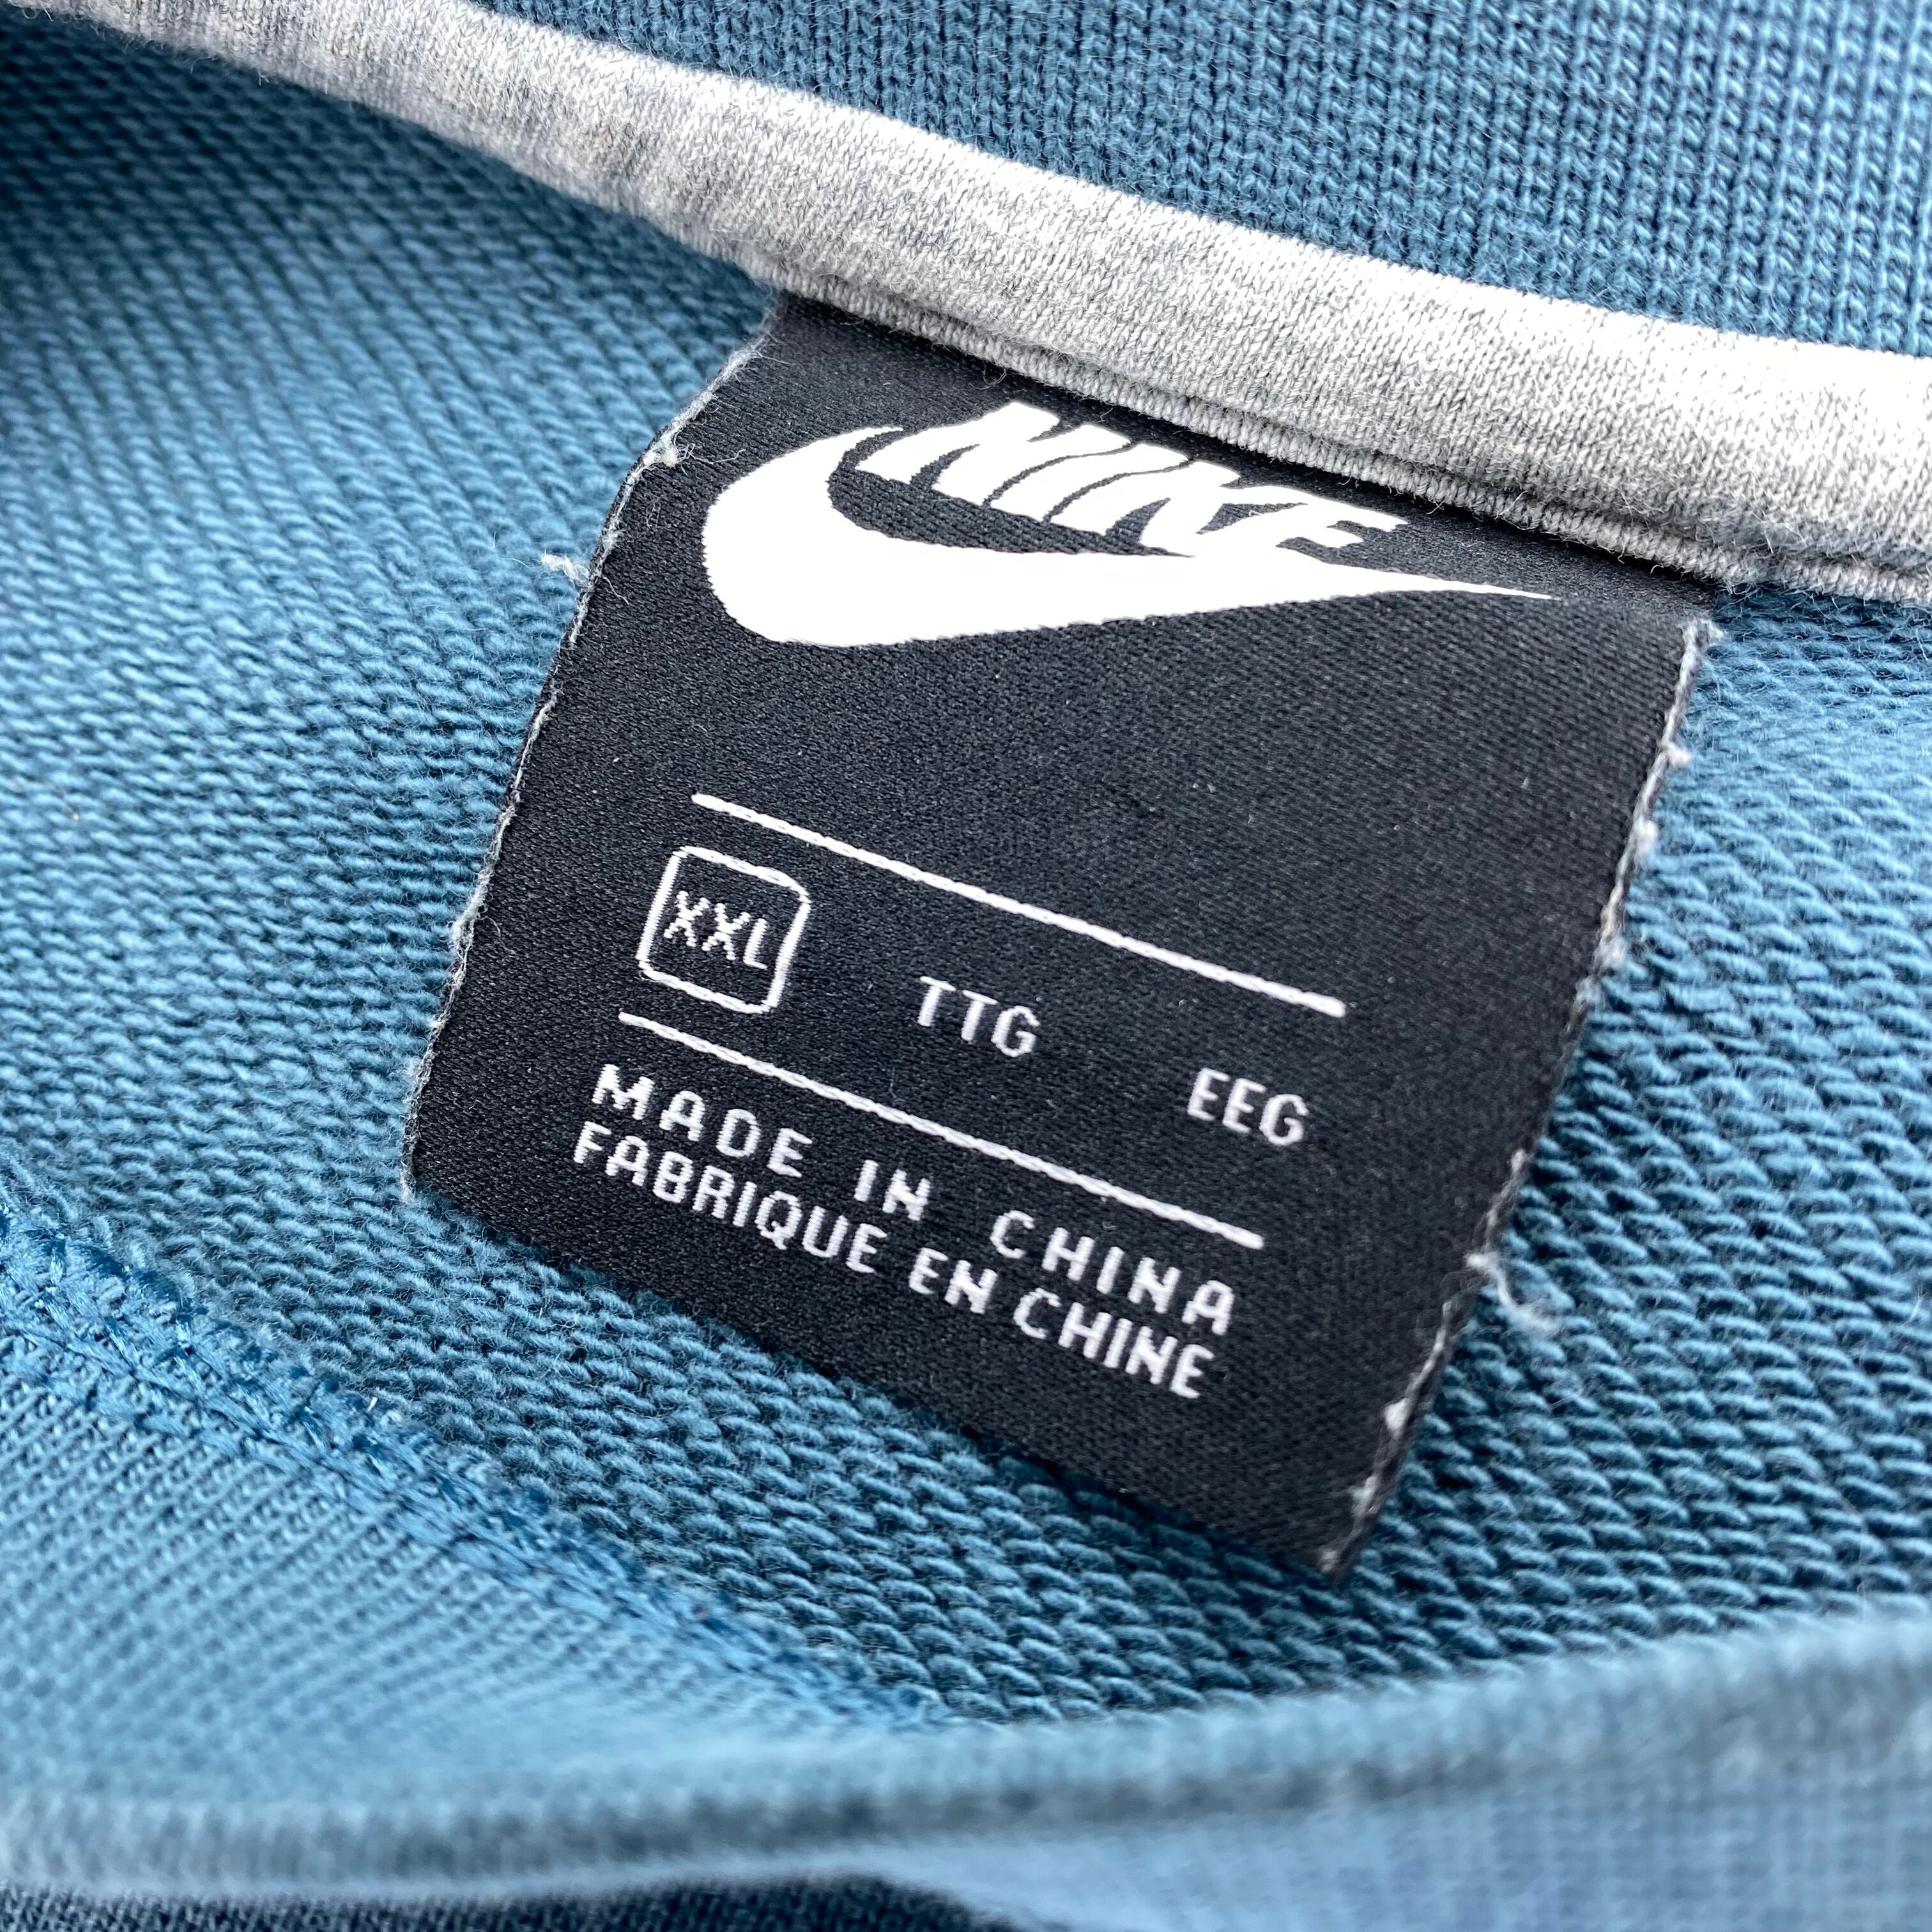 NIKE
XXL TTG EEG
MADE IN CHINA
FABRIQUE EN CHINE